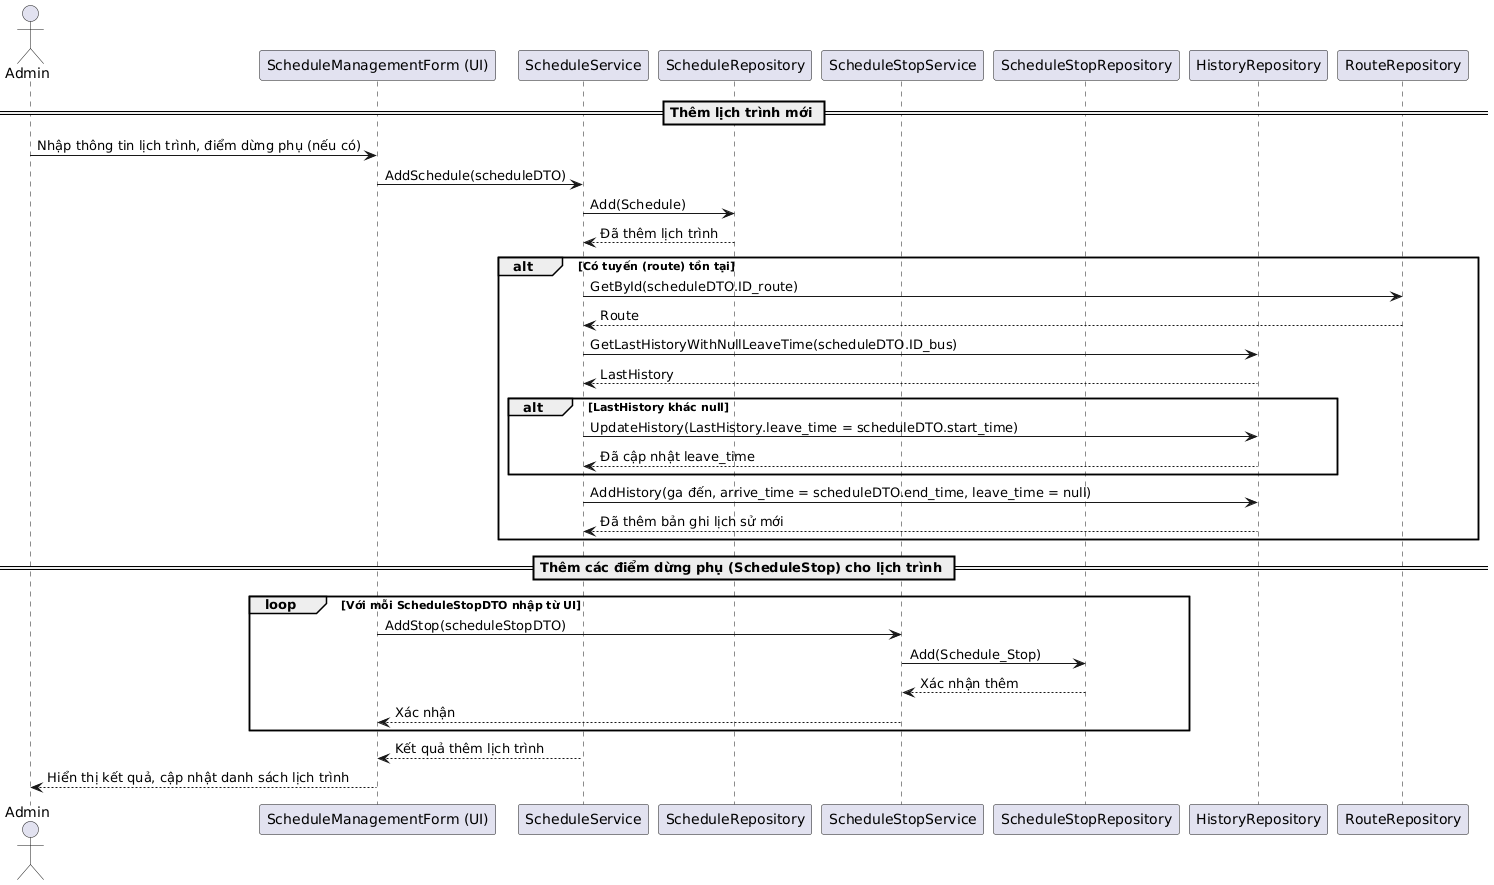 Admin
ScheduleManagementForm (UI)
ScheduleService
ScheduleRepository
ScheduleStopService
ScheduleStopRepository
HistoryRepository
RouteRepository
Thêm lịch trình mới
Nhập thông tin lịch trình, điểm dừng phụ (nếu có)
AddSchedule(scheduleDTO)
Add(Schedule)
Đã thêm lịch trình
alt
[Có tuyến (route) tồn tại]
GetById(scheduleDTO.ID_route)
Route
GetLastHistoryWithNullLeaveTime(scheduleDTO.ID_bus)
LastHistory
alt
[LastHistory khác null]
UpdateHistory(LastHistory.leave_time = scheduleDTO.start_time)
Đã cập nhật leave_time
AddHistory(ga đến, arrive_time = scheduleDTO.end_time, leave_time = null)
Đã thêm bản ghi lịch sử mới
Thêm các điểm dừng phụ (ScheduleStop) cho lịch trình
loop
[Với mỗi ScheduleStopDTO nhập từ UI]
AddStop(scheduleStopDTO)
Add(Schedule_Stop)
Xác nhận thêm
Xác nhận
Kết quả thêm lịch trình
Hiển thị kết quả, cập nhật danh sách lịch trình
Admin
ScheduleManagementForm (UI)
ScheduleService
ScheduleRepository
ScheduleStopService
ScheduleStopRepository
HistoryRepository
RouteRepository